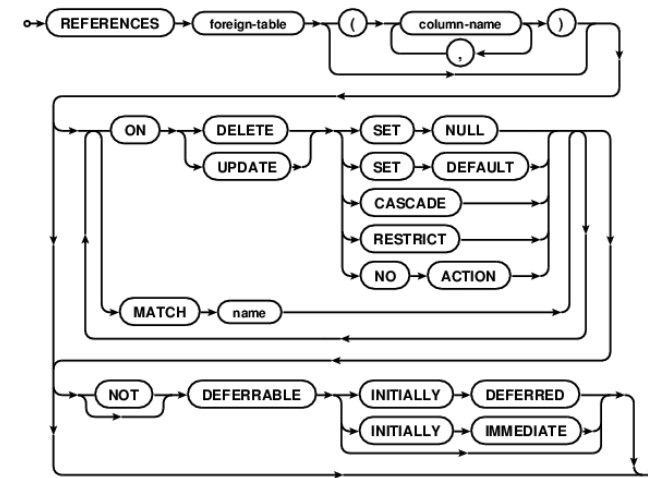 REFERENCES foreign-table ( column-name )
,
ON DELETE SET NULL
UPDATE SET DEFAULT
CASCADE
RESTRICT
NO ACTION
MATCH name
NOT DEFERRABLE INITIALLY DEFERRED
INITIALLY IMMEDIATE